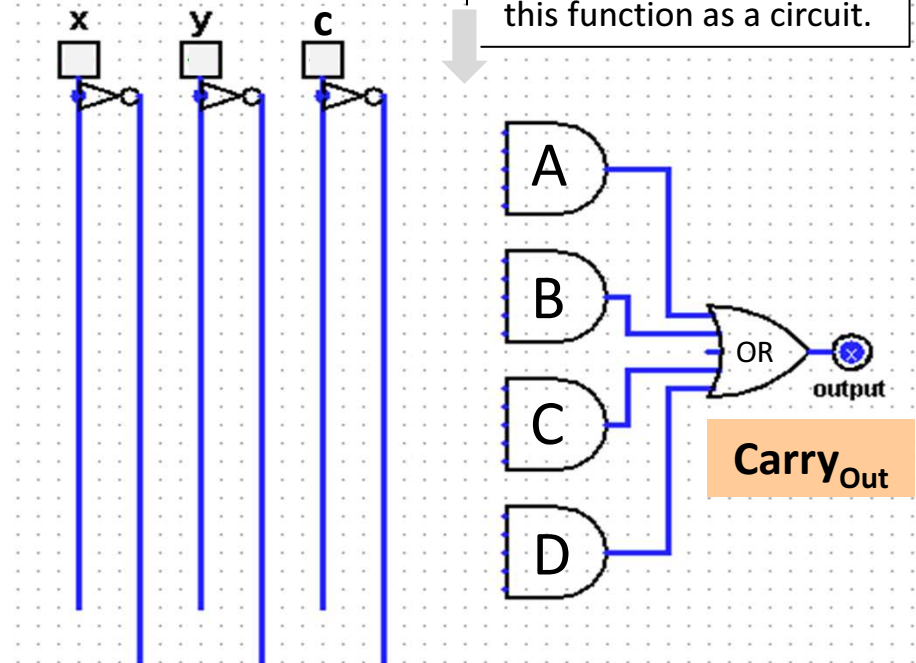 this function as a circuit.
x y c
A
B
OR
x
output
C
Carry Out
D